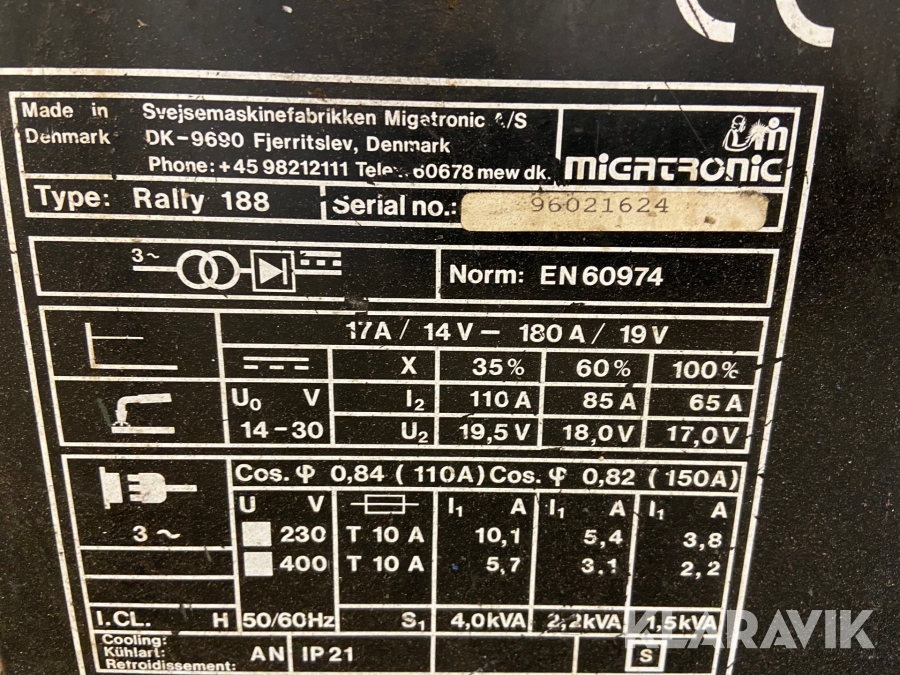 CE
Made in Denmark
Svejsemaskinefabrikken Migatronic A/S
DK-9690 Fjerritslev, Denmark
Phone: +45 98212111 Telex. 60678 mew dk.
MIGATRONIC
Type: Rally 188 Serial no.: 96021624
3~ Norm: EN 60974
17A / 14V - 180A / 19V
X 35% 60% 100%
U0 V I2 110 A 85 A 65 A
14-30 U2 19,5 V 18,0 V 17,0 V
Cos. φ 0,84 (110A) Cos. φ 0,82 (150A)
U V I1 A I1 A I1 A
3~ 230 T 10 A 10,1 5,4 3,8
400 T 10 A 5,7 3,1 2,2
I.CL. H 50/60Hz S1 4,0kVA 2,2kVA 1,5kVA
Cooling:
Kühlart: AN IP 21 S
Retroidissement:
KLARAVIK